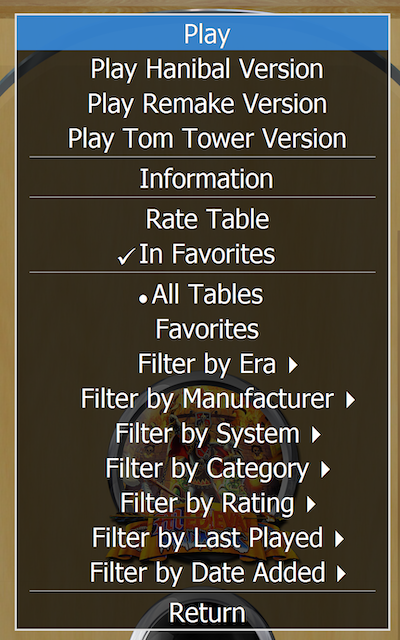 Play
Play Hanibal Version
Play Remake Version
Play Tom Tower Version
Information
Rate Table
✓ In Favorites
• All Tables
Favorites
Filter by Era
Filter by Manufacturer
Filter by System
Filter by Category
Filter by Rating
Filter by Last Played
Filter by Date Added
Return